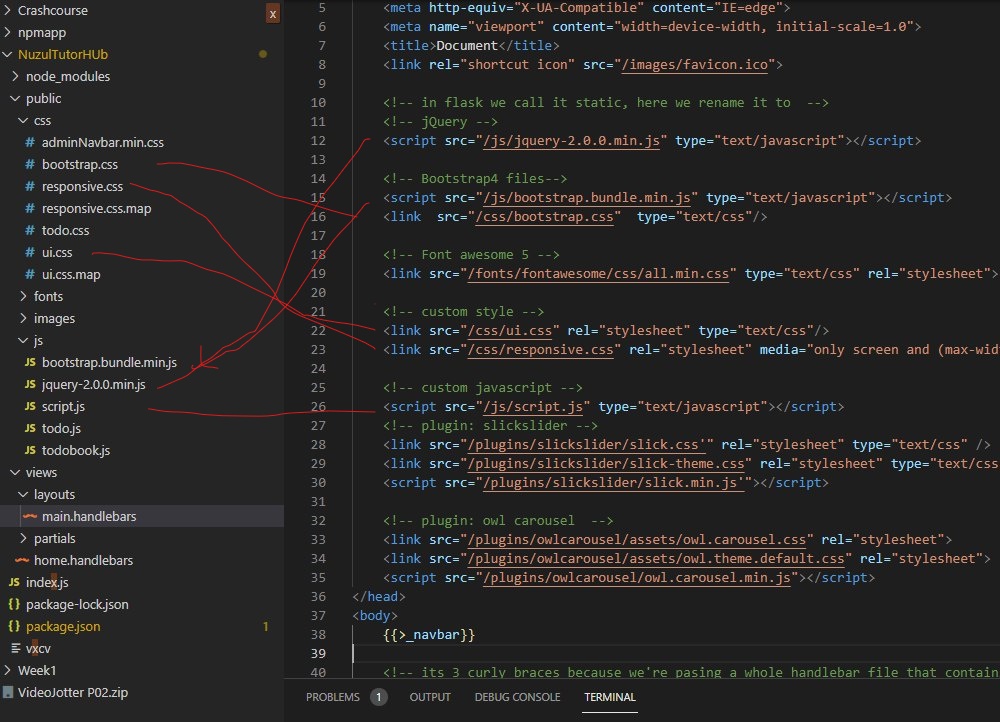 Crashcourse
x
npmapp
NuzulTutorHUb
node_modules
public
css
# adminNavbar.min.css
# bootstrap.css
# responsive.css
# responsive.css.map
# todo.css
# ui.css
# ui.css.map
fonts
images
js
JS bootstrap.bundle.min.js
JS jquery-2.0.0.min.js
JS script.js
JS todo.js
JS todobook.js
views
layouts
main.handlebars
partials
home.handlebars
JS index.js
{} package-lock.json
{} package.json 1
vxcv
Week1
VideoJotter P02.zip
5 <meta http-equiv="X-UA-Compatible" content="IE=edge">
6 <meta name="viewport" content="width=device-width, initial-scale=1.0">
7 <title>Document</title>
8 <link rel="shortcut icon" src="/images/favicon.ico">
9
10 <!-- in flask we call it static, here we rename it to  -->
11 <!-- jQuery -->
12 <script src="/js/jquery-2.0.0.min.js" type="text/javascript"></script>
13
14 <!-- Bootstrap4 files-->
15 <script src="/js/bootstrap.bundle.min.js" type="text/javascript"></script>
16 <link  src="/css/bootstrap.css"  type="text/css"/>
17
18 <!-- Font awesome 5 -->
19 <link src="/fonts/fontawesome/css/all.min.css" type="text/css" rel="stylesheet">
20
21 <!-- custom style -->
22 <link src="/css/ui.css" rel="stylesheet" type="text/css"/>
23 <link src="/css/responsive.css" rel="stylesheet" media="only screen and (max-wid
24
25 <!-- custom javascript -->
26 <script src="/js/script.js" type="text/javascript"></script>
27 <!-- plugin: slickslider -->
28 <link src="/plugins/slickslider/slick.css'" rel="stylesheet" type="text/css" />
29 <link src="/plugins/slickslider/slick-theme.css" rel="stylesheet" type="text/css
30 <script src="/plugins/slickslider/slick.min.js'"></script>
31
32 <!-- plugin: owl carousel  -->
33 <link src="/plugins/owlcarousel/assets/owl.carousel.css" rel="stylesheet">
34 <link src="/plugins/owlcarousel/assets/owl.theme.default.css" rel="stylesheet">
35 <script src="/plugins/owlcarousel/owl.carousel.min.js"></script>
36 </head>
37 <body>
38 {{>_navbar}}
39
40 <!-- its 3 curly braces because we're pasing a whole handlebar file that contain
PROBLEMS 1 OUTPUT DEBUG CONSOLE TERMINAL